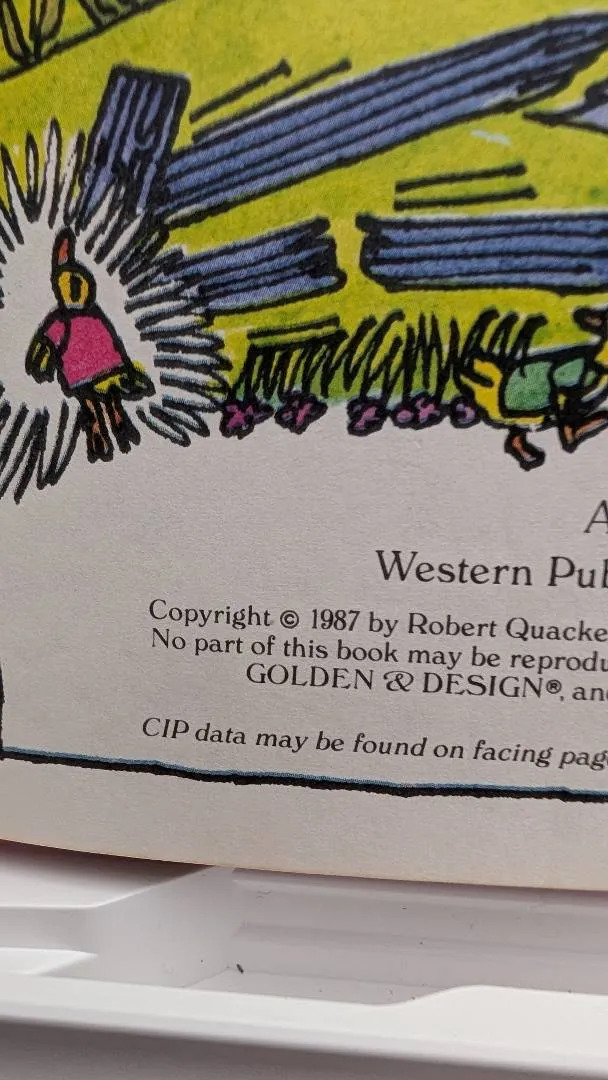 A
Western Pub
Copyright © 1987 by Robert Quacke
No part of this book may be reprodu
GOLDEN & DESIGN®, an
CIP data may be found on facing pag